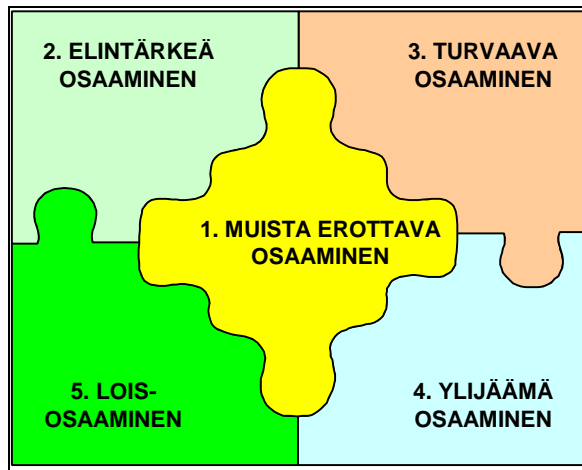 2. ELINTÄRKEÄ
OSAAMINEN
3. TURVAAVA
OSAAMINEN
1. MUISTA EROTTAVA
OSAAMINEN
5. LOIS-
OSAAMINEN
4. YLIJÄÄMÄ
OSAAMINEN